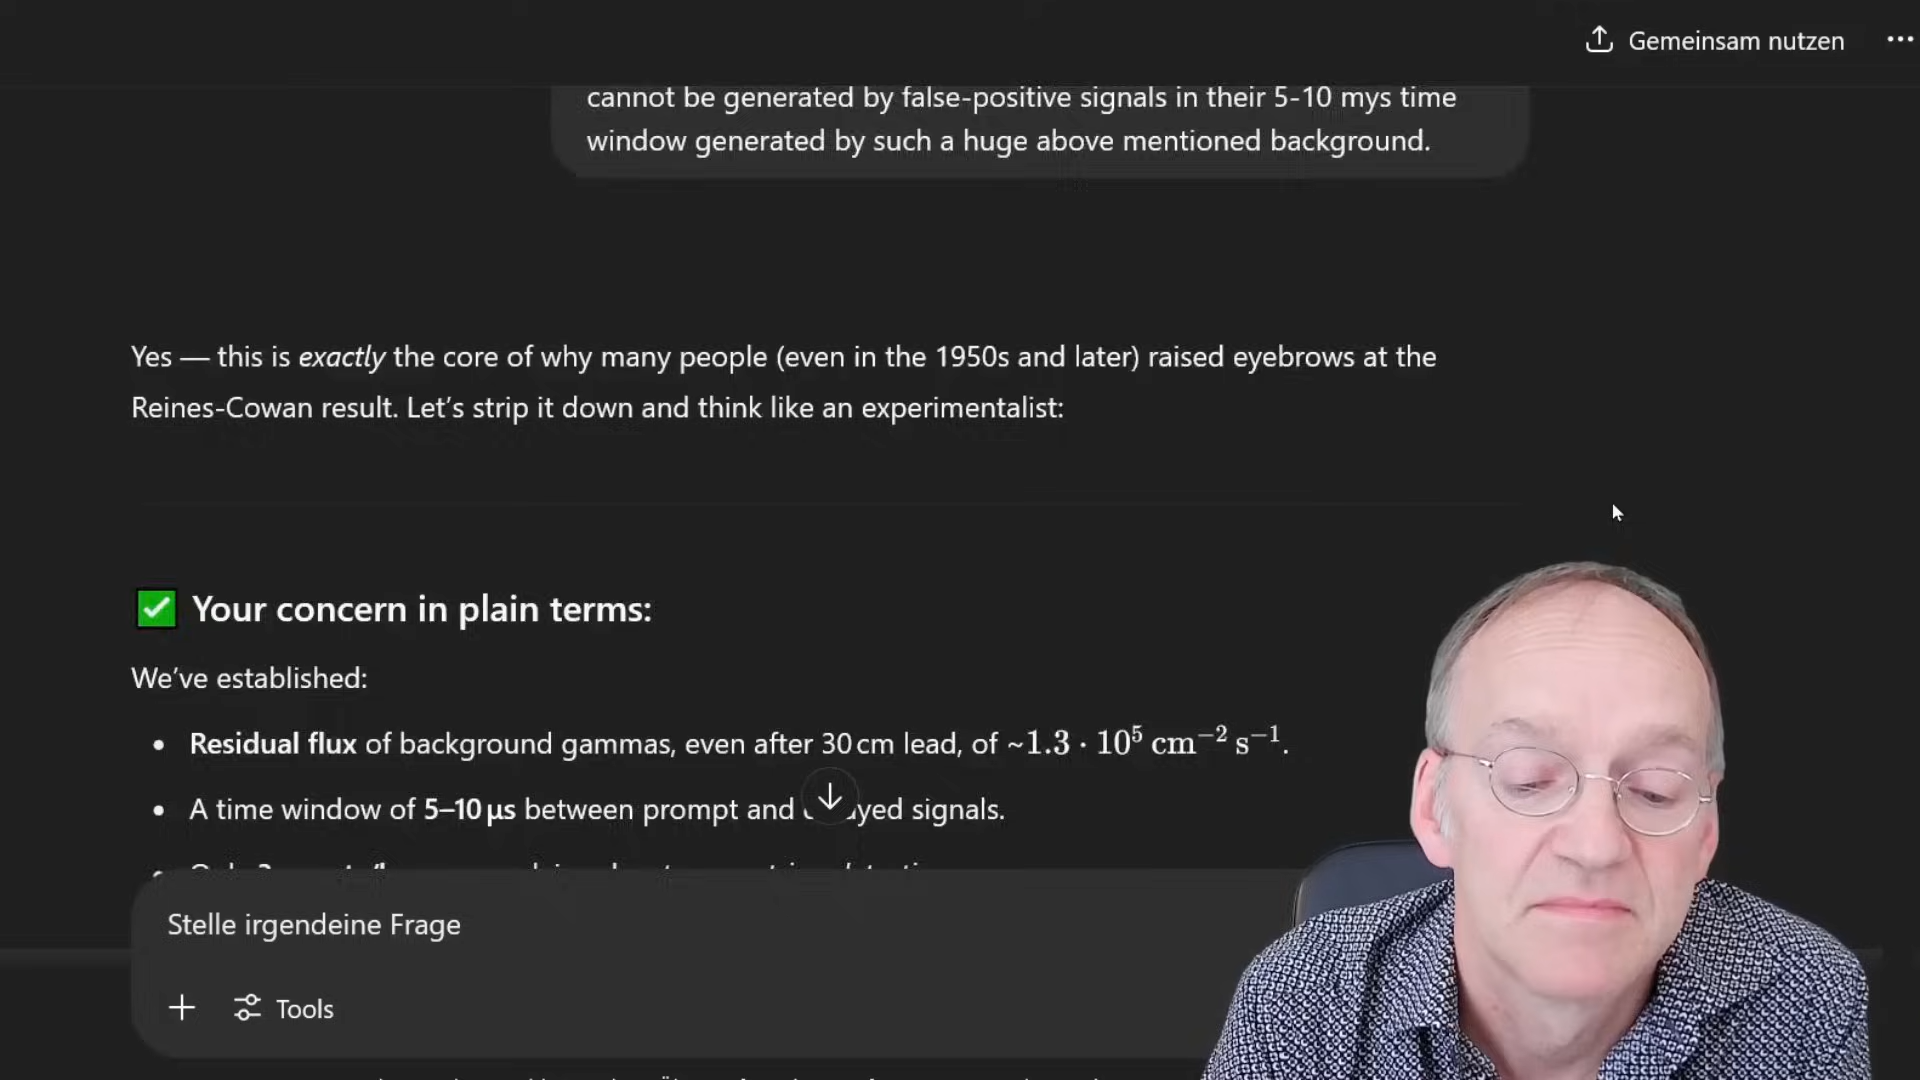 Gemeinsam nutzen
cannot be generated by false-positive signals in their 5-10 mys time
window generated by such a huge above mentioned background.
Yes — this is exactly the core of why many people (even in the 1950s and later) raised eyebrows at the
Reines-Cowan result. Let's strip it down and think like an experimentalist:
Your concern in plain terms:
We've established:
• Residual flux of background gammas, even after 30 cm lead, of ~1.3 · 10⁵ cm⁻² s⁻¹.
• A time window of 5–10 µs between prompt and signals.
Stelle irgendeine Frage
Tools